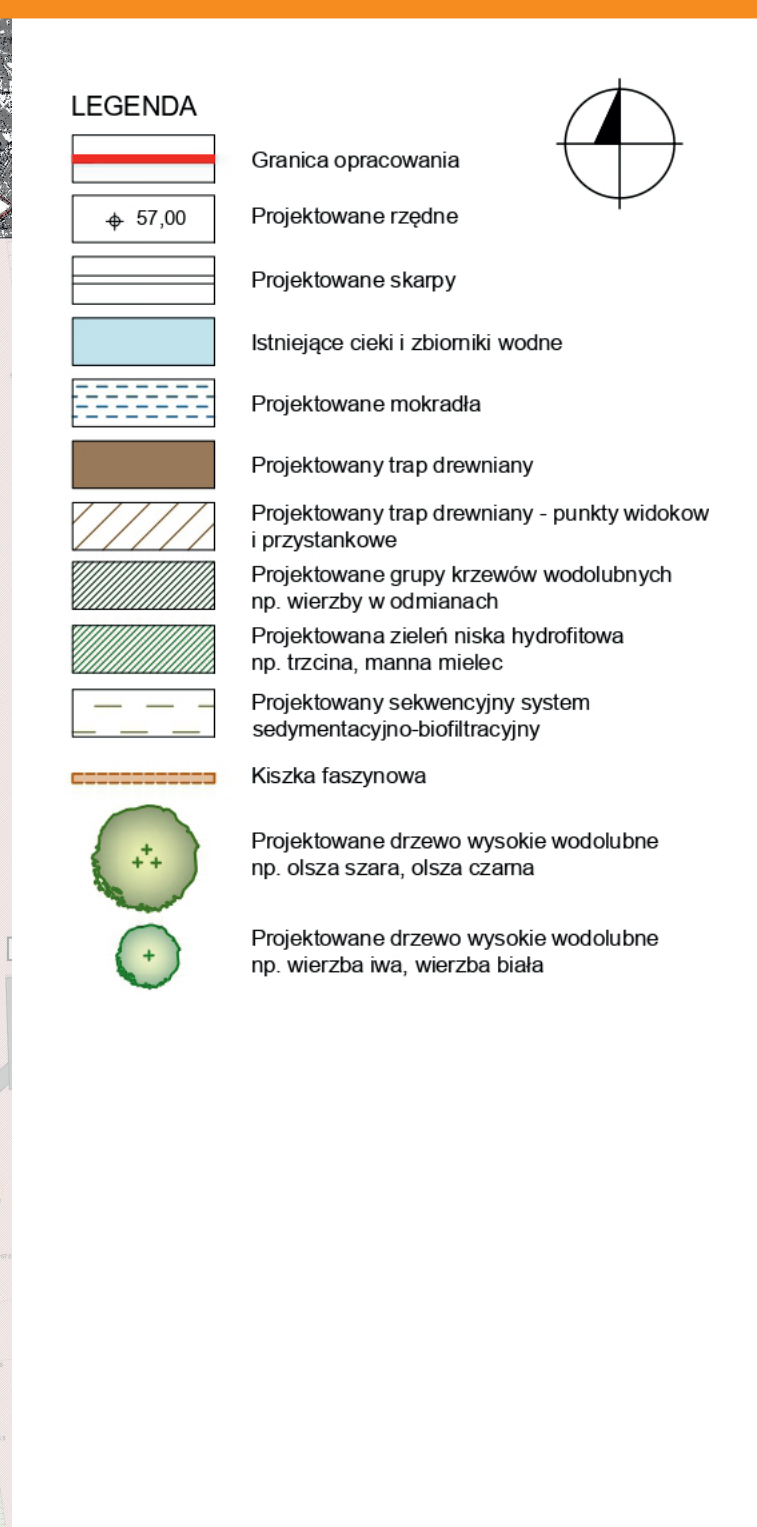 LEGENDA
Granica opracowania
57,00
Projektowane rzędne
Projektowane skarpy
Istniejące cieki i zbiorniki wodne
Projektowane mokradła
Projektowany trap drewniany
Projektowany trap drewniany - punkty widokow
i przystankowe
Projektowane grupy krzewów wodolubnych
np. wierzby w odmianach
Projektowana zieleń niska hydrofitowa
np. trzcina, manna mielec
Projektowany sekwencyjny system
sedymentacyjno-biofiltracyjny
Kiszka faszynowa
Projektowane drzewo wysokie wodolubne
np. olsza szara, olsza czarna
Projektowane drzewo wysokie wodolubne
np. wierzba iwa, wierzba biała